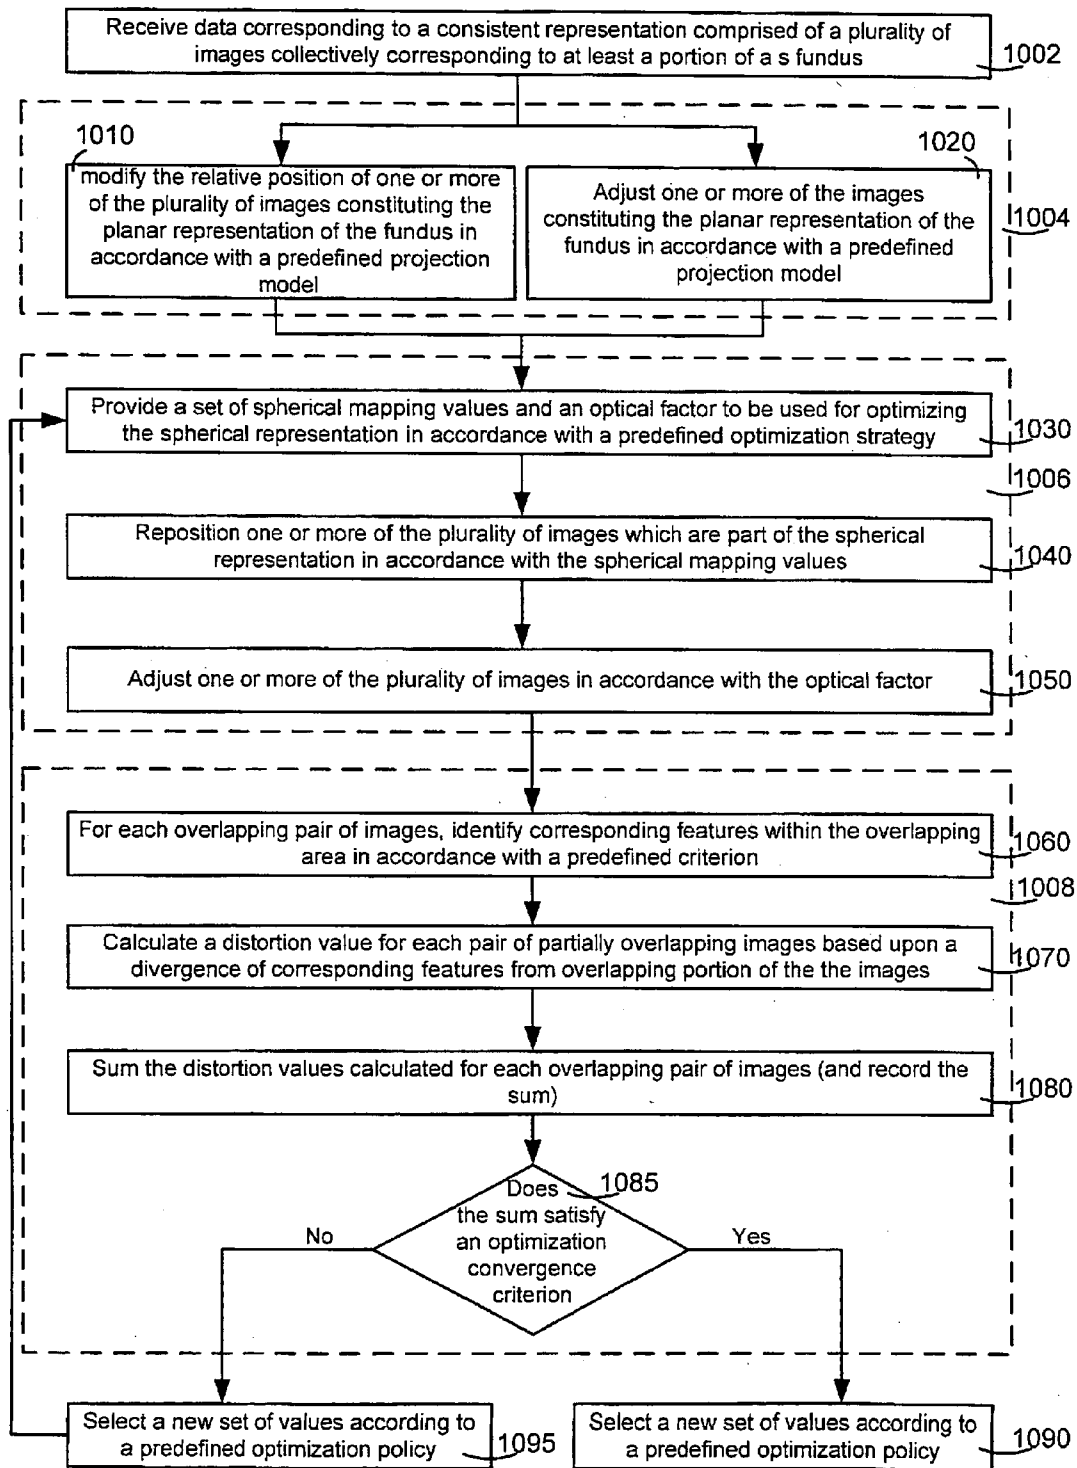 Receive data corresponding to a consistent representation comprised of a plurality of
images collectively corresponding to at least a portion of a s fundus
1002
1010
modify the relative position of one or more
of the plurality of images constituting the
planar representation of the fundus in
accordance with a predefined projection
model
1020
Adjust one or more of the images
constituting the planar representation of the
fundus in accordance with a predefined
projection model
1004
Provide a set of spherical mapping values and an optical factor to be used for optimizing
the spherical representation in accordance with a predefined optimization strategy
1030
1006
Reposition one or more of the plurality of images which are part of the spherical
representation in accordance with the spherical mapping values
1040
Adjust one or more of the plurality of images in accordance with the optical factor
1050
For each overlapping pair of images, identify corresponding features within the overlapping
area in accordance with a predefined criterion
1060
1008
Calculate a distortion value for each pair of partially overlapping images based upon a
divergence of corresponding features from overlapping portion of the the images
1070
Sum the distortion values calculated for each overlapping pair of images (and record the
sum)
1080
Does
the sum satisfy
an optimization
convergence
criterion
1085
No
Yes
Select a new set of values according to
a predefined optimization policy
1095
Select a new set of values according to
a predefined optimization policy
1090